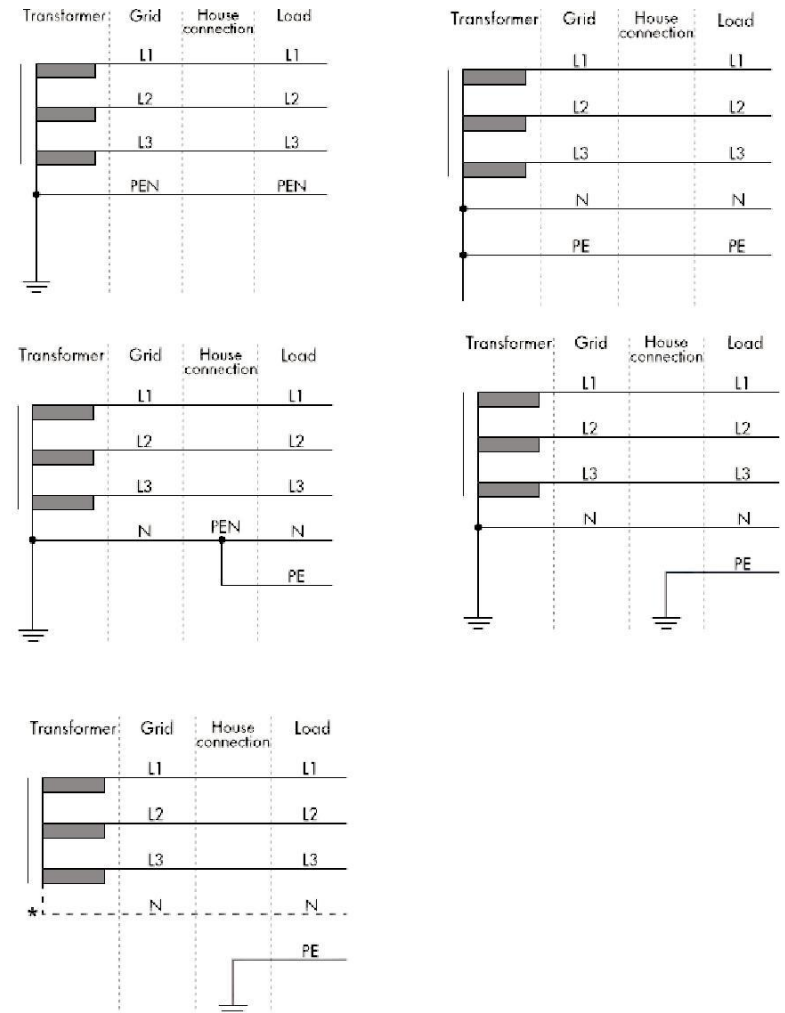 Transformer Grid House connection Load
L1 L1
L2 L2
L3 L3
PEN PEN
Transformer Grid House connection Load
L1 L1
L2 L2
L3 L3
N N
PE PE
Transformer Grid House connection Load
L1 L1
L2 L2
L3 L3
N PEN N
PE
Transformer Grid House connection Load
L1 L1
L2 L2
L3 L3
N N
PE
Transformer Grid House connection Load
L1 L1
L2 L2
L3 L3
* N N
PE